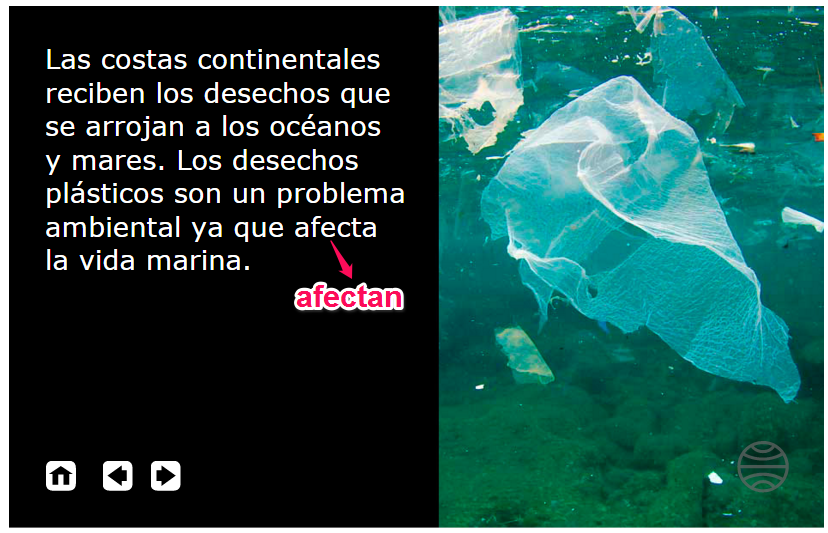 Las costas continentales
reciben los desechos que
se arrojan a los océanos
y mares. Los desechos
plásticos son un problema
ambiental ya que afecta
la vida marina.
afectan